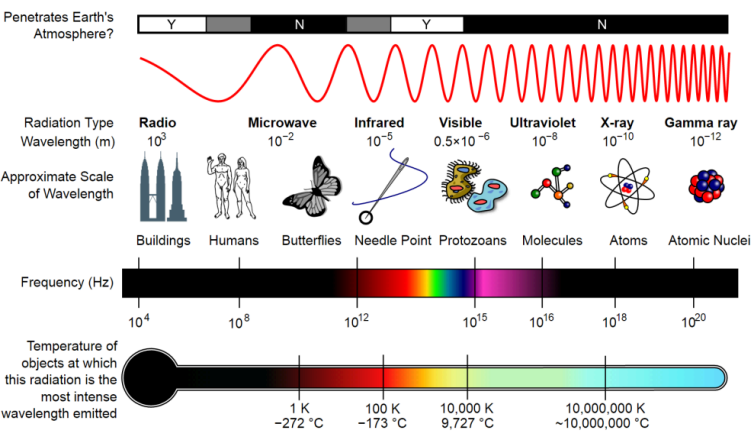 Penetrates Earth's
Atmosphere?
Y N Y N
Radiation Type
Radio Microwave Infrared Visible Ultraviolet X-ray Gamma ray
Wavelength (m)
10³ 10⁻² 10⁻⁵ 0.5×10⁻⁶ 10⁻⁸ 10⁻¹⁰ 10⁻¹²
Approximate Scale
of Wavelength
Buildings Humans Butterflies Needle Point Protozoans Molecules Atoms Atomic Nuclei
Frequency (Hz)
10⁴ 10⁸ 10¹² 10¹⁵ 10¹⁶ 10¹⁸ 10²⁰
Temperature of
objects at which
this radiation is the
most intense
wavelength emitted
1 K 100 K 10,000 K 10,000,000 K
−272 °C −173 °C 9,727 °C ~10,000,000 °C